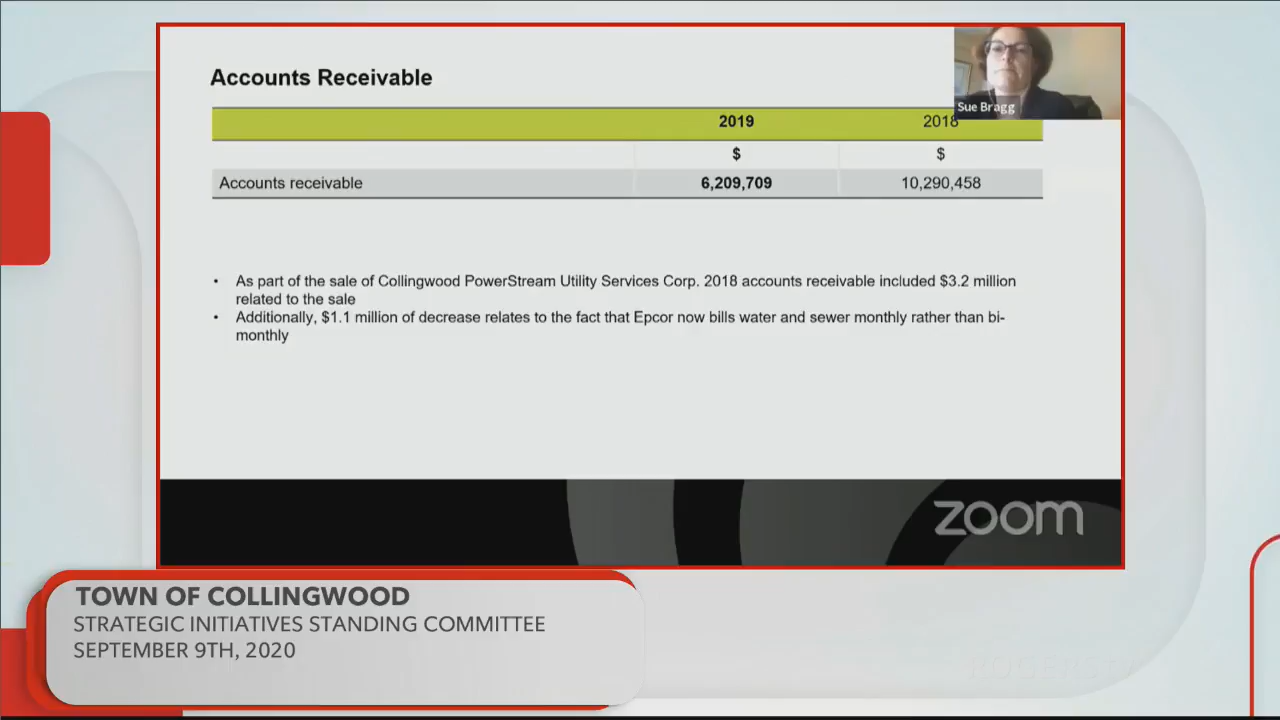 Accounts Receivable
Sue Bragg
2019 2018
$ $
Accounts receivable 6,209,709 10,290,458
• As part of the sale of Collingwood PowerStream Utility Services Corp. 2018 accounts receivable included $3.2 million
related to the sale
• Additionally, $1.1 million of decrease relates to the fact that Epcor now bills water and sewer monthly rather than bi-
monthly
zoom
TOWN OF COLLINGWOOD
STRATEGIC INITIATIVES STANDING COMMITTEE
SEPTEMBER 9TH, 2020